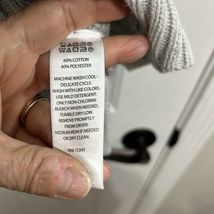 60% COTTON
40% POLYESTER
MACHINE WASH COOL -
DELICATE CYCLE.
WASH WITH LIKE COLORS.
USE MILD DETERGENT.
ONLY NON-CHLORINE
BLEACH WHEN NEEDED.
TUMBLE DRY LOW.
REMOVE PROMPTLY
FROM DRYER.
MEDIUM IRON IF NEEDED
OR DRY CLEAN.